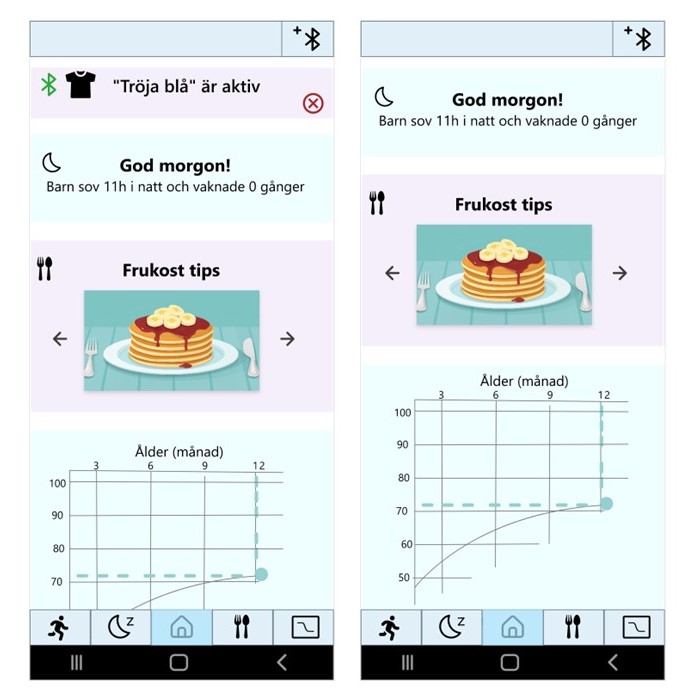 "Tröja blå" är aktiv
God morgon!
Barn sov 11h i natt och vaknade 0 gånger
Frukost tips
Ålder (månad)
3 6 9 12
100
90
80
70
Z
God morgon!
Barn sov 11h i natt och vaknade 0 gånger
Frukost tips
Ålder (månad)
3 6 9 12
100
90
80
70
60
50
Z